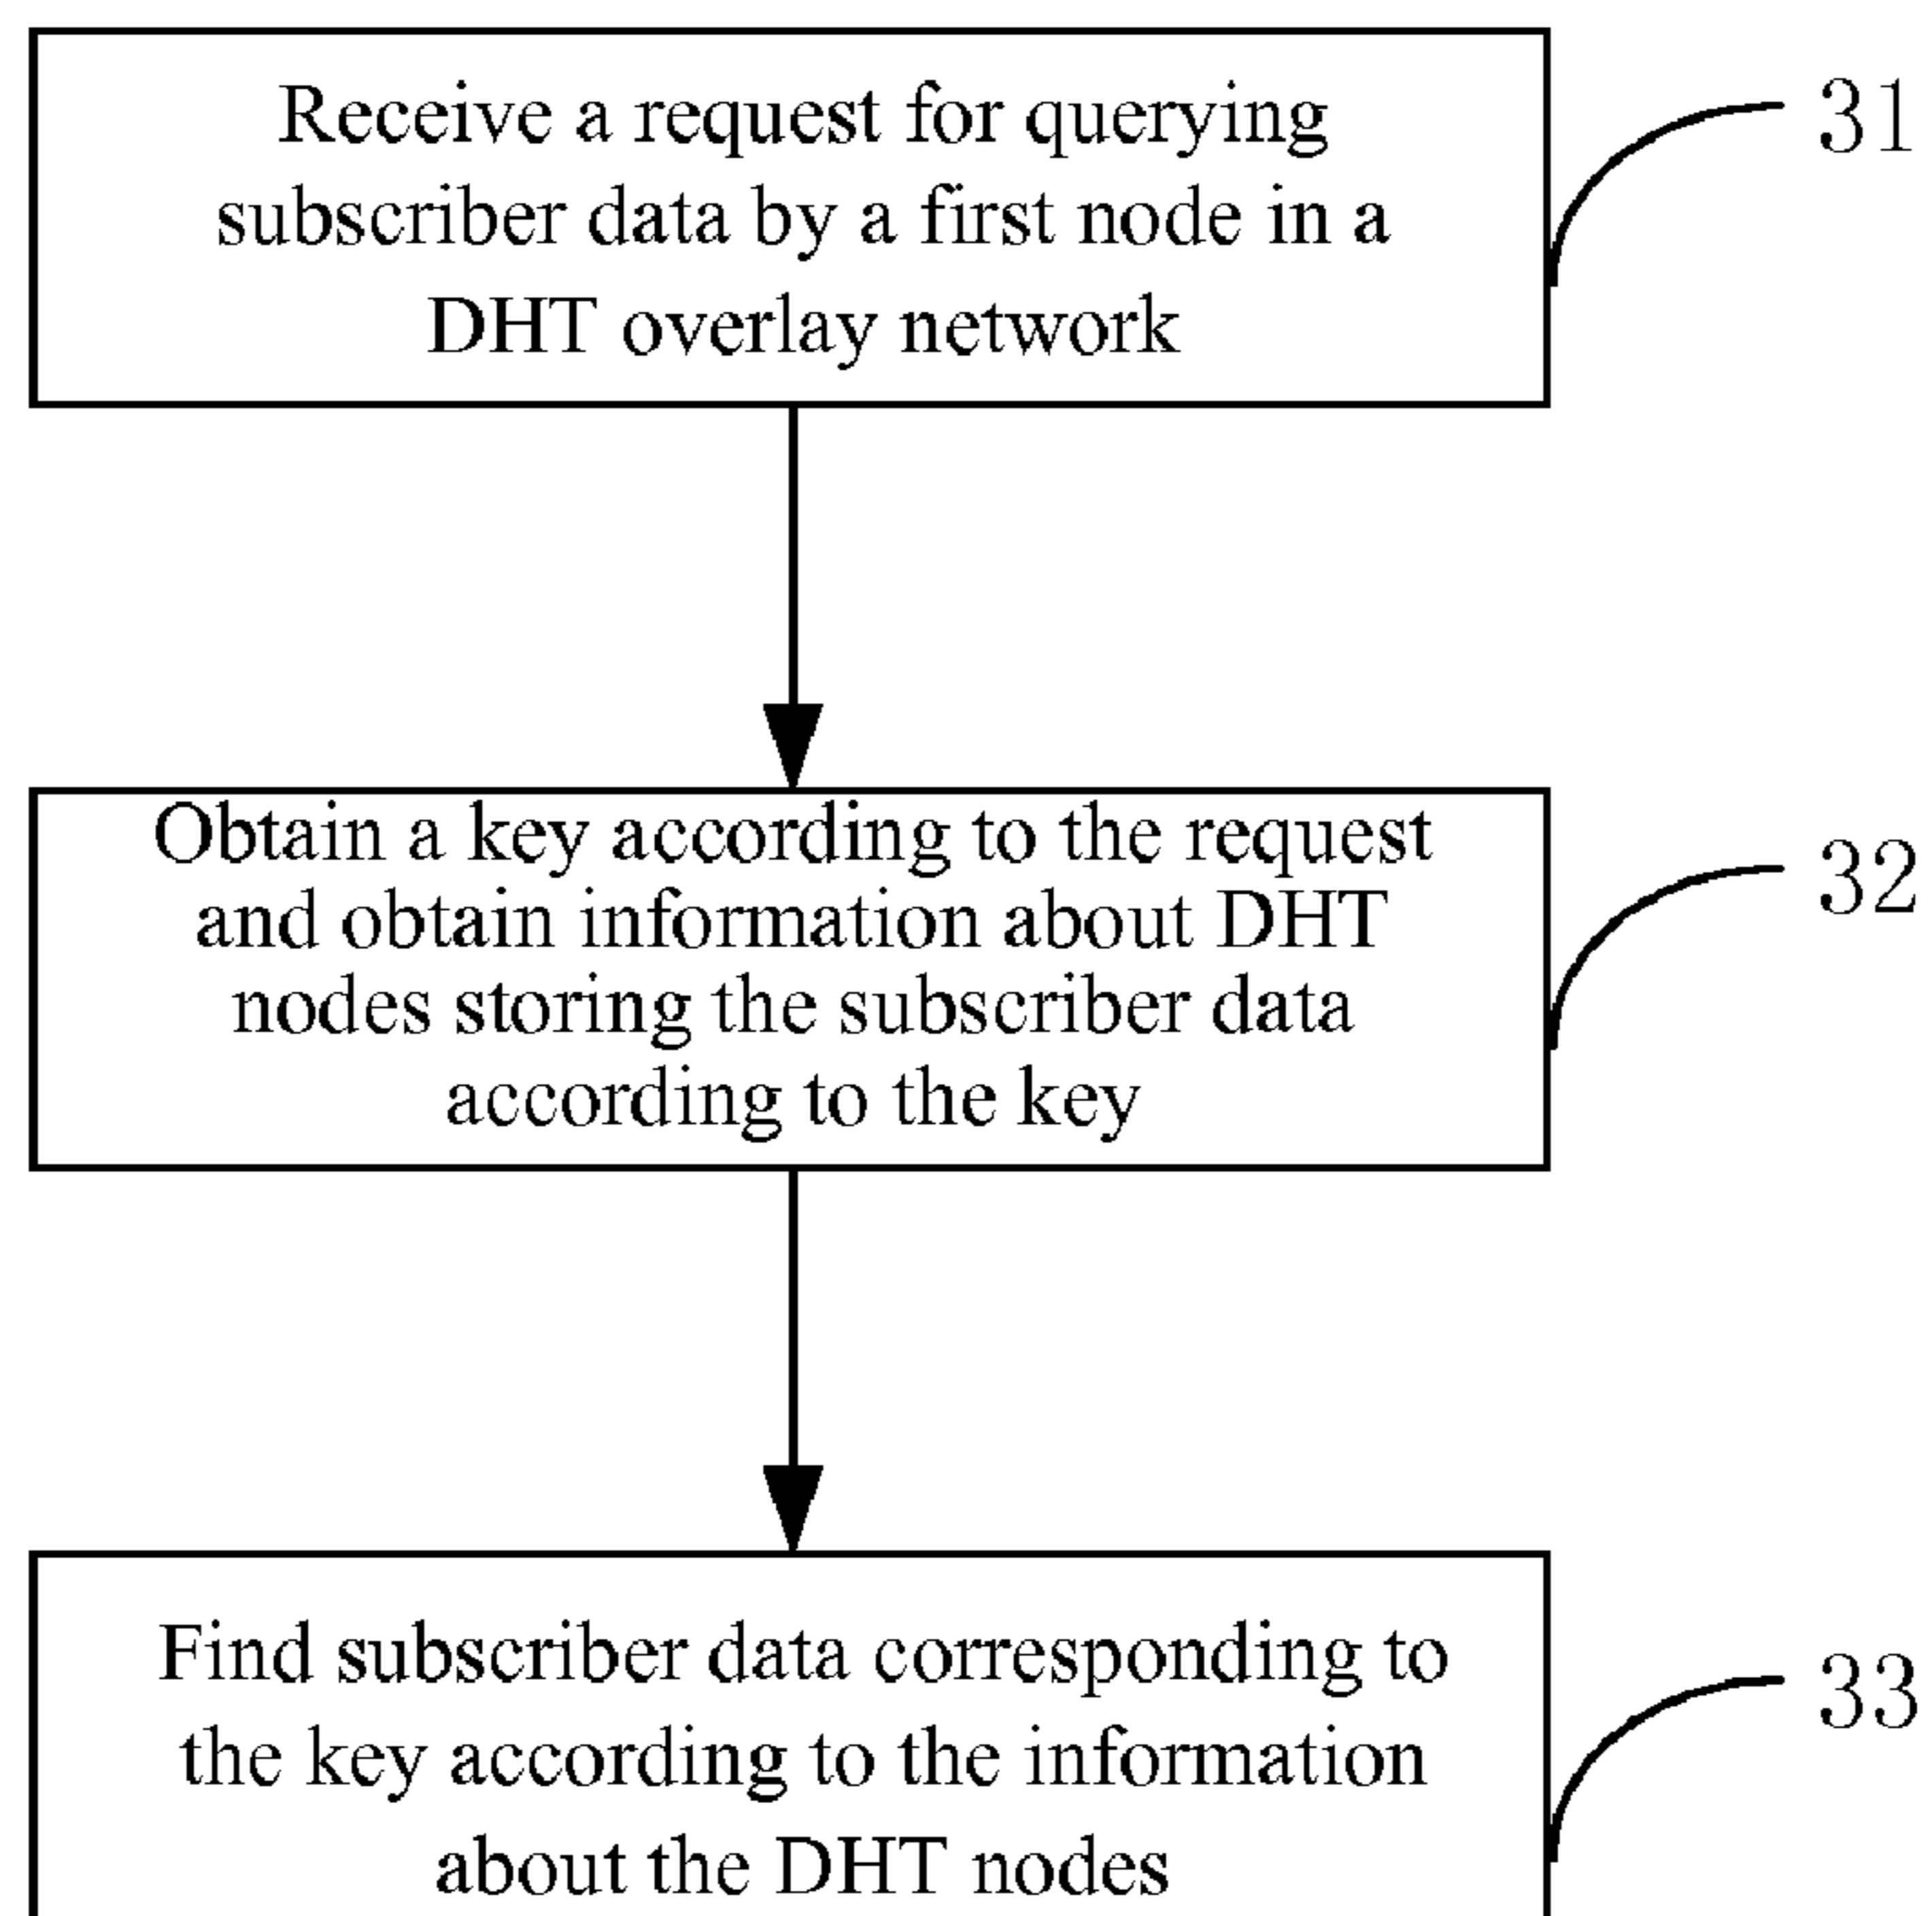 Receive a request for querying
subscriber data by a first node in a
DHT overlay network
31
Obtain a key according to the request
and obtain information about DHT
nodes storing the subscriber data
according to the key
32
Find subscriber data corresponding to
the key according to the information
about the DHT nodes
33